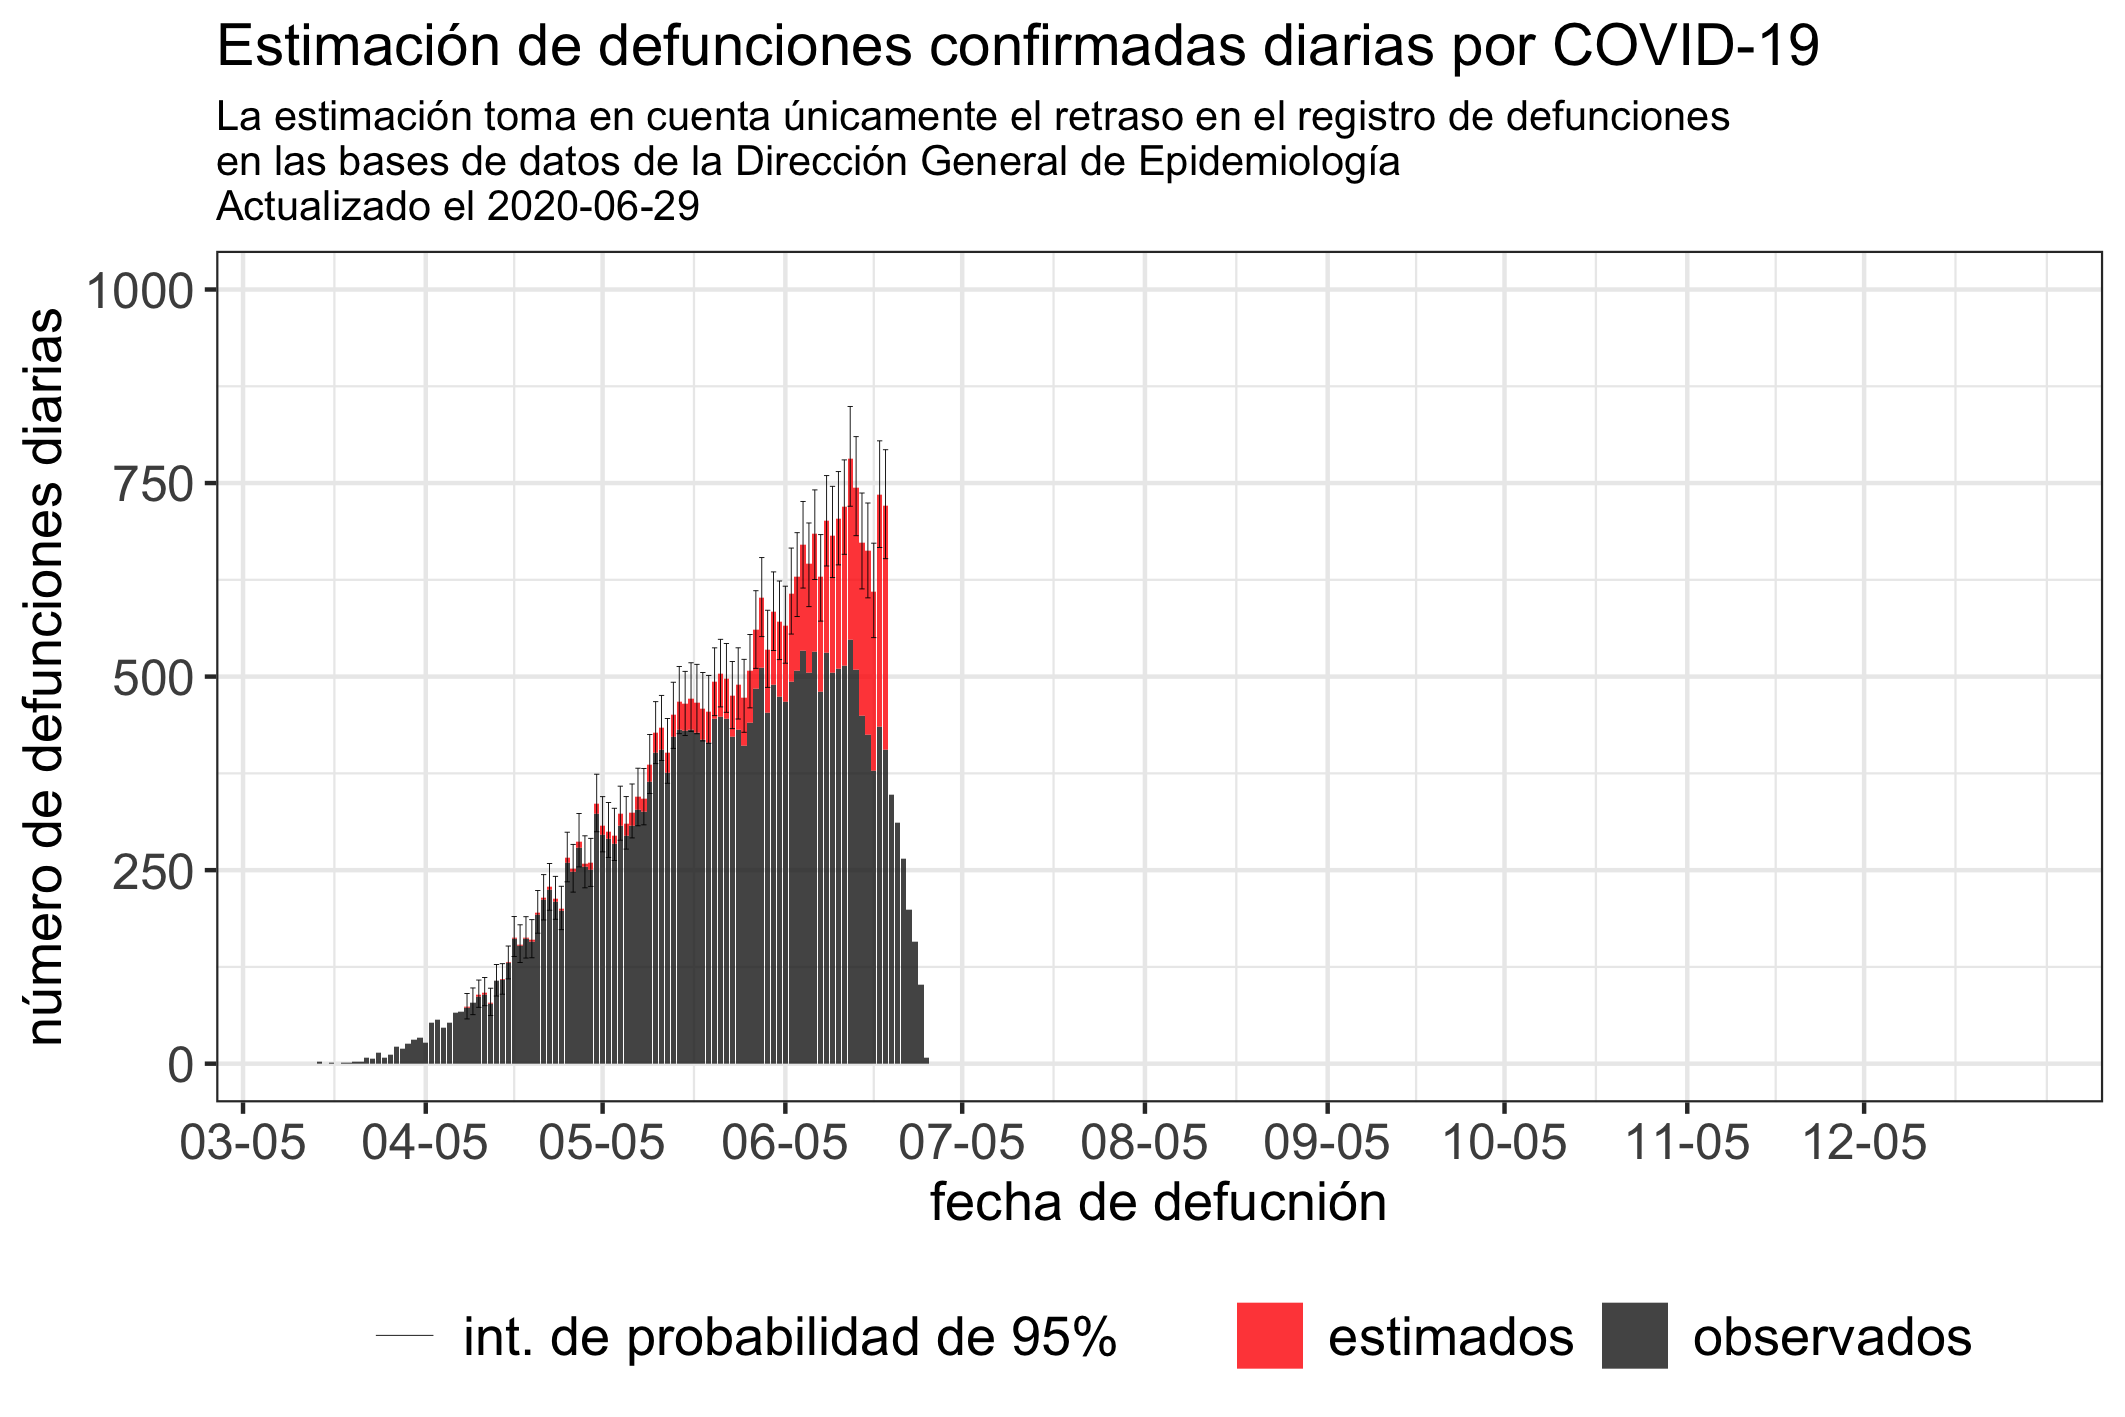 Estimación de defunciones confirmadas diarias por COVID-19
La estimación toma en cuenta únicamente el retraso en el registro de defunciones
en las bases de datos de la Dirección General de Epidemiología
Actualizado el 2020-06-29
número de defunciones diarias
1000
750
500
250
0
03-05 04-05 05-05 06-05 07-05 08-05 09-05 10-05 11-05 12-05
fecha de defucnión
int. de probabilidad de 95% estimados observados